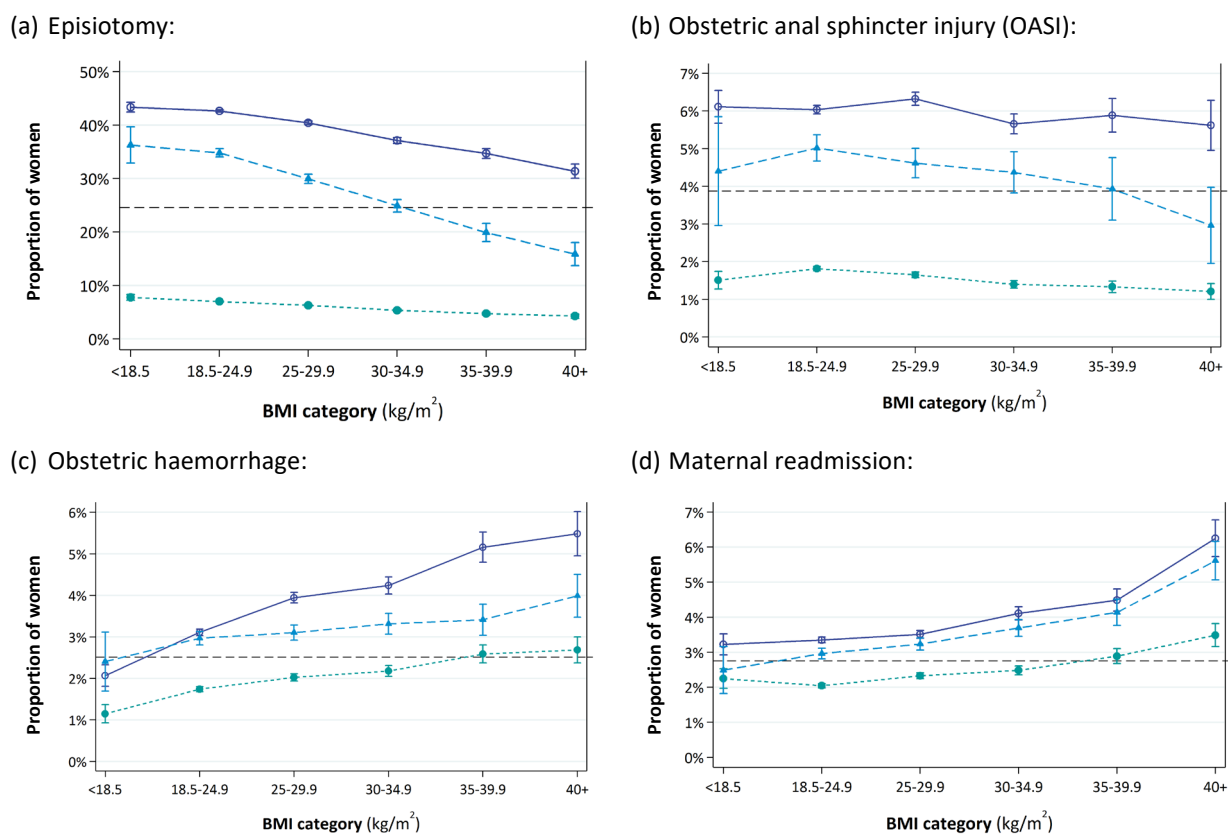 (a) Episiotomy:
Proportion of women
50%
40%
30%
20%
10%
0%
<18.5 18.5-24.9 25-29.9 30-34.9 35-39.9 40+
BMI category (kg/m²)
(b) Obstetric anal sphincter injury (OASI):
Proportion of women
7%
6%
5%
4%
3%
2%
1%
0%
<18.5 18.5-24.9 25-29.9 30-34.9 35-39.9 40+
BMI category (kg/m²)
(c) Obstetric haemorrhage:
Proportion of women
6%
5%
4%
3%
2%
1%
0%
<18.5 18.5-24.9 25-29.9 30-34.9 35-39.9 40+
BMI category (kg/m²)
(d) Maternal readmission:
Proportion of women
7%
6%
5%
4%
3%
2%
1%
0%
<18.5 18.5-24.9 25-29.9 30-34.9 35-39.9 40+
BMI category (kg/m²)